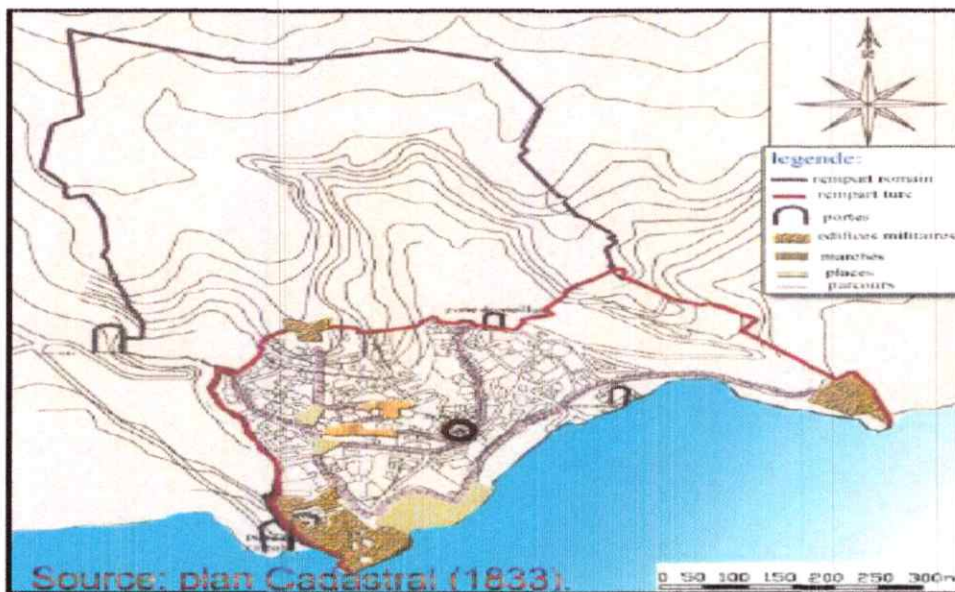 legende:
rempart romain
rempart turc
portes
edifices militaires
marches
places
parcours
porte
Source: plan Cadastral (1833).
0 50 100 150 200 250 300m